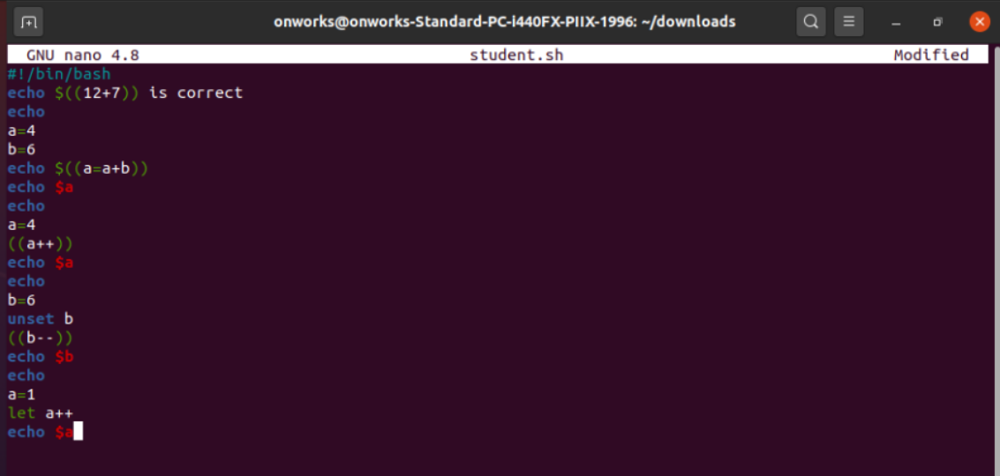 onworks@onworks-Standard-PC-i440FX-PIIX-1996: ~/downloads
GNU nano 4.8 student.sh Modified
#!/bin/bash
echo $((12+7)) is correct
echo
a=4
b=6
echo $((a=a+b))
echo $a
echo
a=4
((a++))
echo $a
echo
b=6
unset b
((b--))
echo $b
echo
a=1
let a++
echo $a